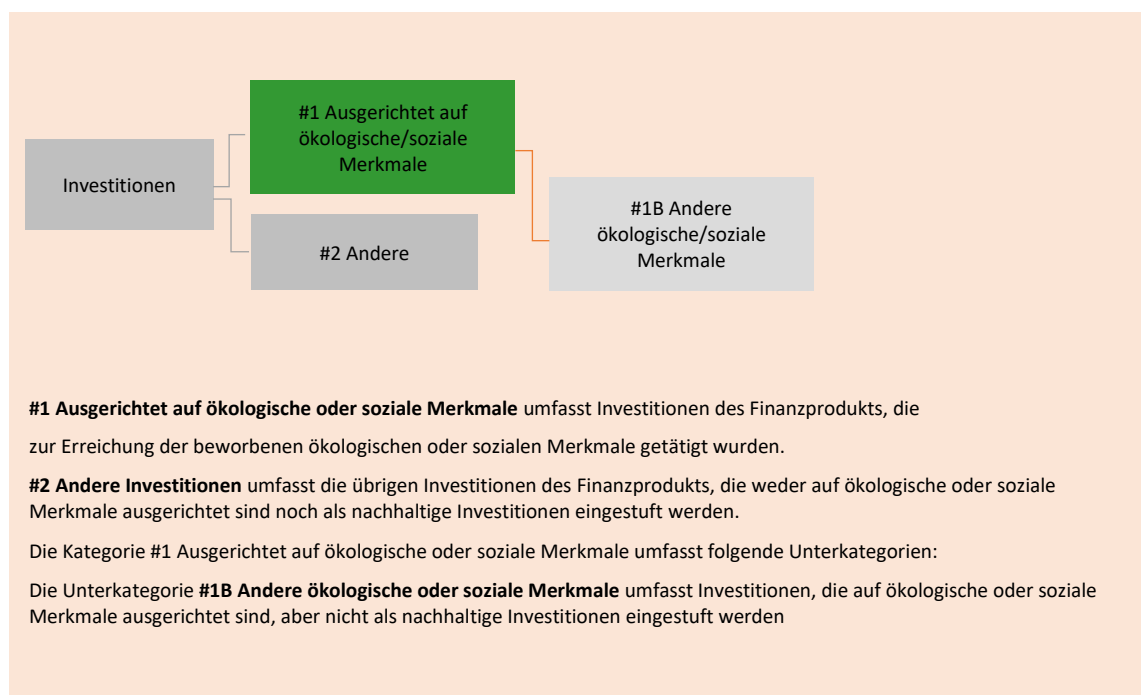 #1 Ausgerichtet auf
ökologische/soziale
Merkmale
Investitionen
#1B Andere
ökologische/soziale
Merkmale
#2 Andere
#1 Ausgerichtet auf ökologische oder soziale Merkmale umfasst Investitionen des Finanzprodukts, die
zur Erreichung der beworbenen ökologischen oder sozialen Merkmale getätigt wurden.
#2 Andere Investitionen umfasst die übrigen Investitionen des Finanzprodukts, die weder auf ökologische oder soziale
Merkmale ausgerichtet sind noch als nachhaltige Investitionen eingestuft werden.
Die Kategorie #1 Ausgerichtet auf ökologische oder soziale Merkmale umfasst folgende Unterkategorien:
Die Unterkategorie #1B Andere ökologische oder soziale Merkmale umfasst Investitionen, die auf ökologische oder soziale
Merkmale ausgerichtet sind, aber nicht als nachhaltige Investitionen eingestuft werden